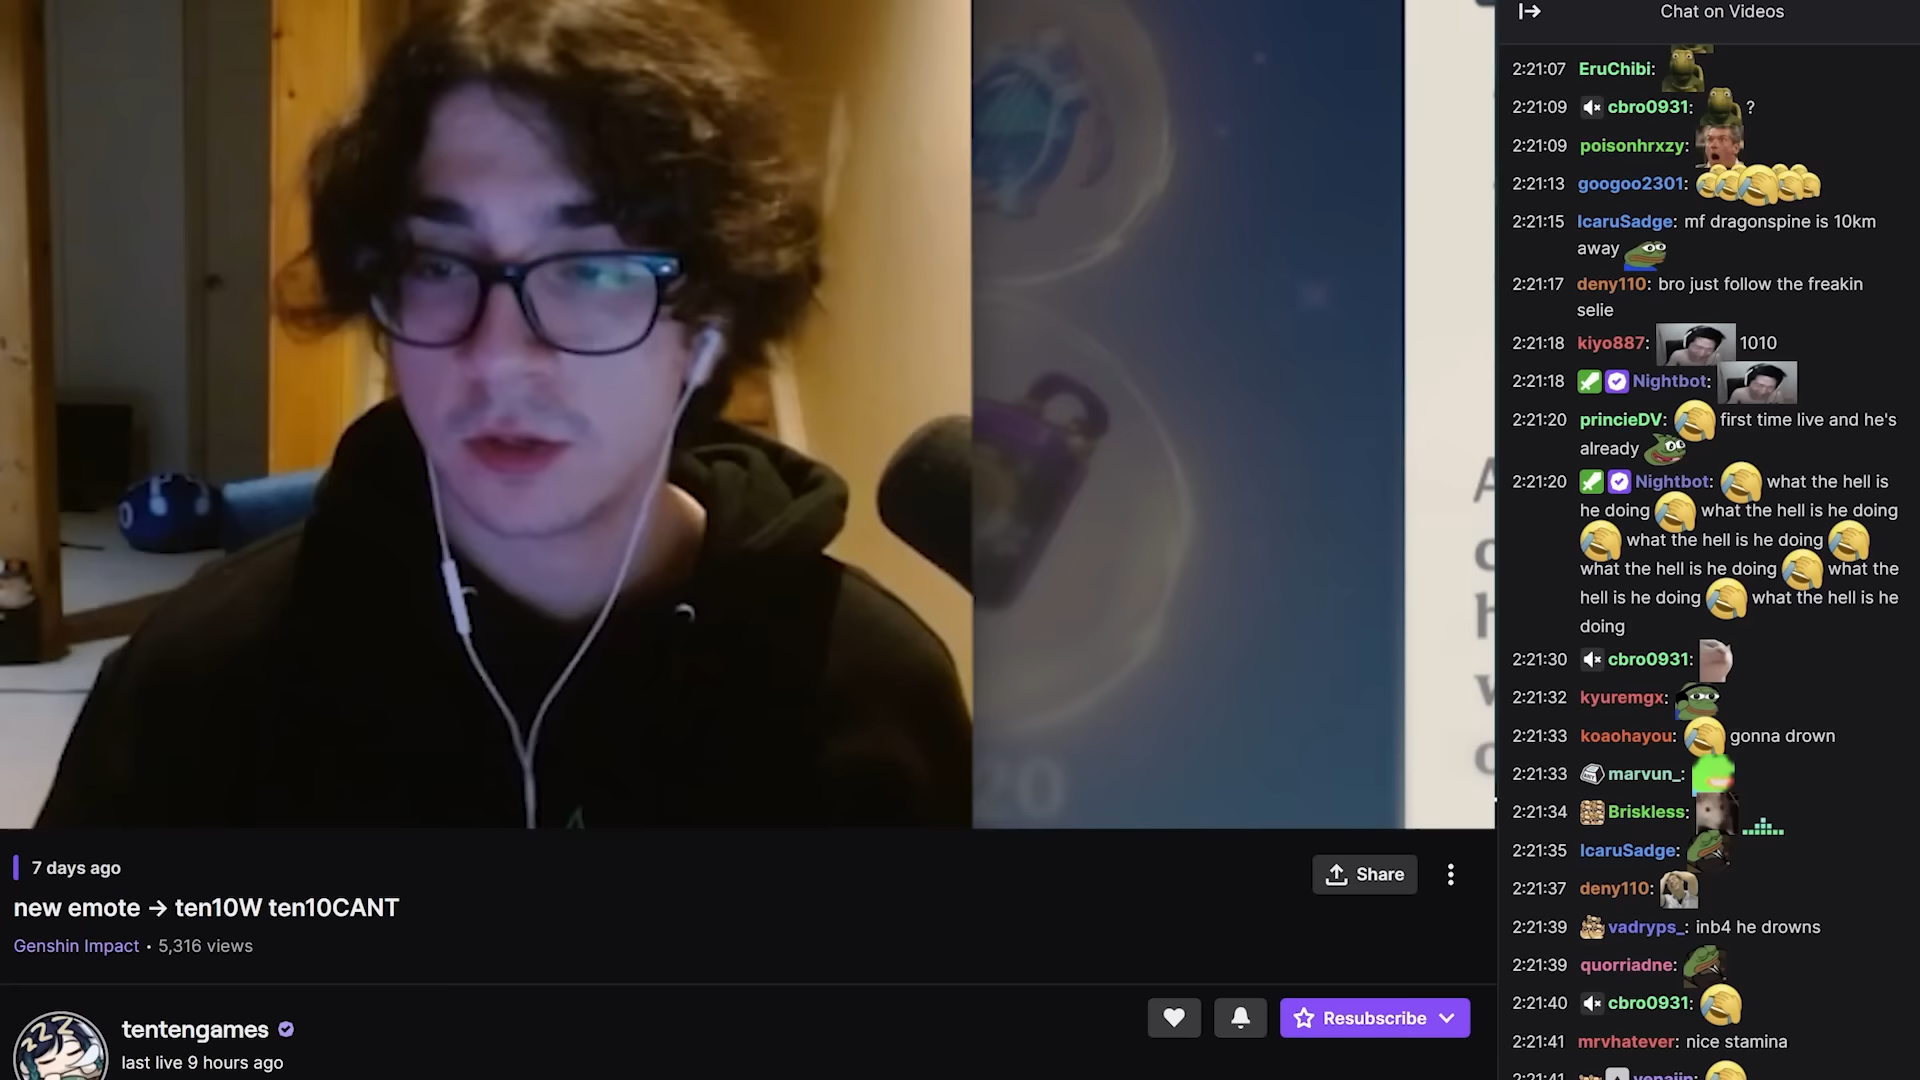 Chat on Videos
2:21:07 EruChibi:
2:21:09 cbro0931: ?
2:21:09 poisonhrxzy:
2:21:13 googoo2301:
2:21:15 IcaruSadge: mf dragonspine is 10km
away
2:21:17 deny110: bro just follow the freakin
selie
2:21:18 kiyo887: 1010
2:21:18 Nightbot:
2:21:20 princieDV: first time live and he's
already
2:21:20 Nightbot: what the hell is
he doing what the hell is he doing
what the hell is he doing
what the hell is he doing what the
hell is he doing what the hell is he
doing
2:21:30 cbro0931:
2:21:32 kyuremgx:
2:21:33 koaohayou: gonna drown
2:21:33 marvun_:
2:21:34 Briskless:
2:21:35 IcaruSadge:
2:21:37 deny110:
2:21:39 vadryps_: inb4 he drowns
2:21:39 quorriadne:
2:21:40 cbro0931:
2:21:41 mrvhatever: nice stamina
20
7 days ago
Share
new emote → ten10W ten10CANT
Genshin Impact • 5,316 views
tentengames
Resubscribe
last live 9 hours ago